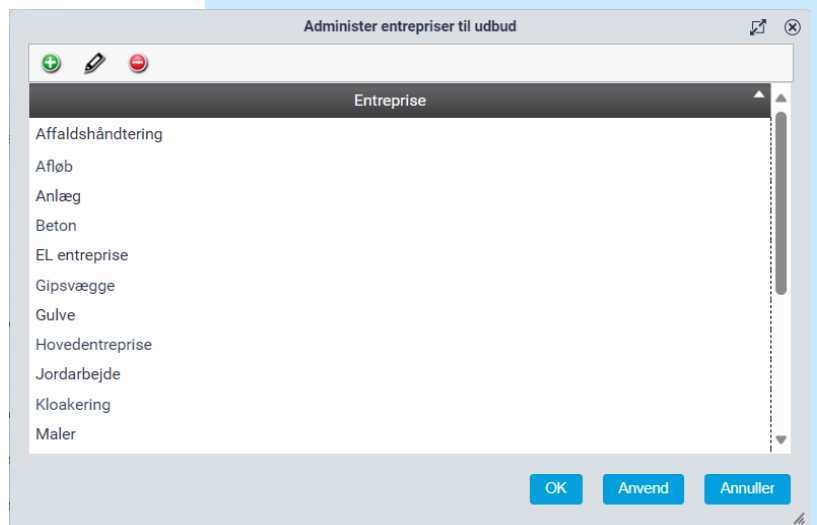 Administer entrepriser til udbud
Entreprise
Affaldshåndtering
Afløb
Anlæg
Beton
EL entreprise
Gipsvægge
Gulve
Hovedentreprise
Jordarbejde
Kloakering
Maler
OK Anvend Annuller